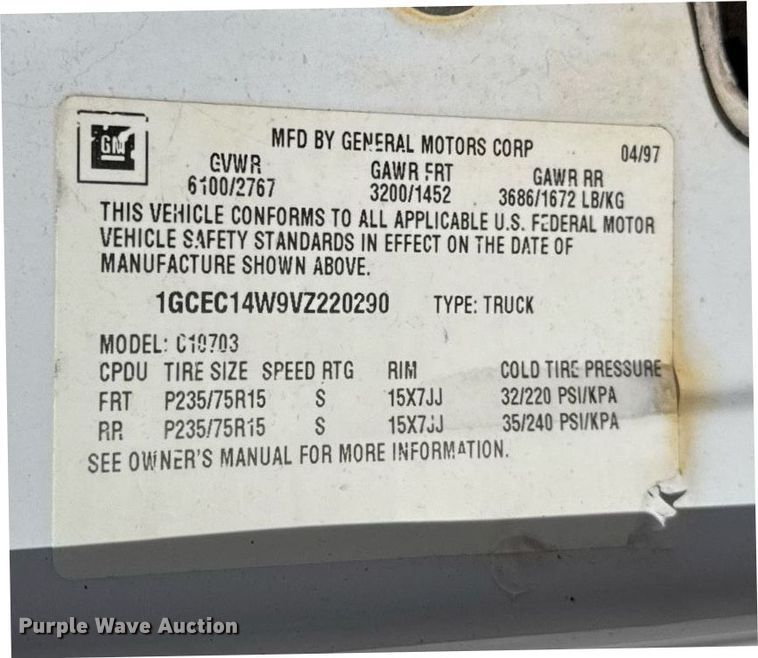 GM
MFD BY GENERAL MOTORS CORP 04/97
GVWR GAWR FRT GAWR RR
6100/2767 3200/1452 3686/1672 LB/KG
THIS VEHICLE CONFORMS TO ALL APPLICABLE U.S. FEDERAL MOTOR
VEHICLE SAFETY STANDARDS IN EFFECT ON THE DATE OF
MANUFACTURE SHOWN ABOVE.
1GCEC14W9VZ220290 TYPE: TRUCK
MODEL: C10703
CPDU TIRE SIZE SPEED RTG RIM COLD TIRE PRESSURE
FRT P235/75R15 S 15X7JJ 32/220 PSI/KPA
RR P235/75R15 S 15X7JJ 35/240 PSI/KPA
SEE OWNER'S MANUAL FOR MORE INFORMATION.
Purple Wave Auction